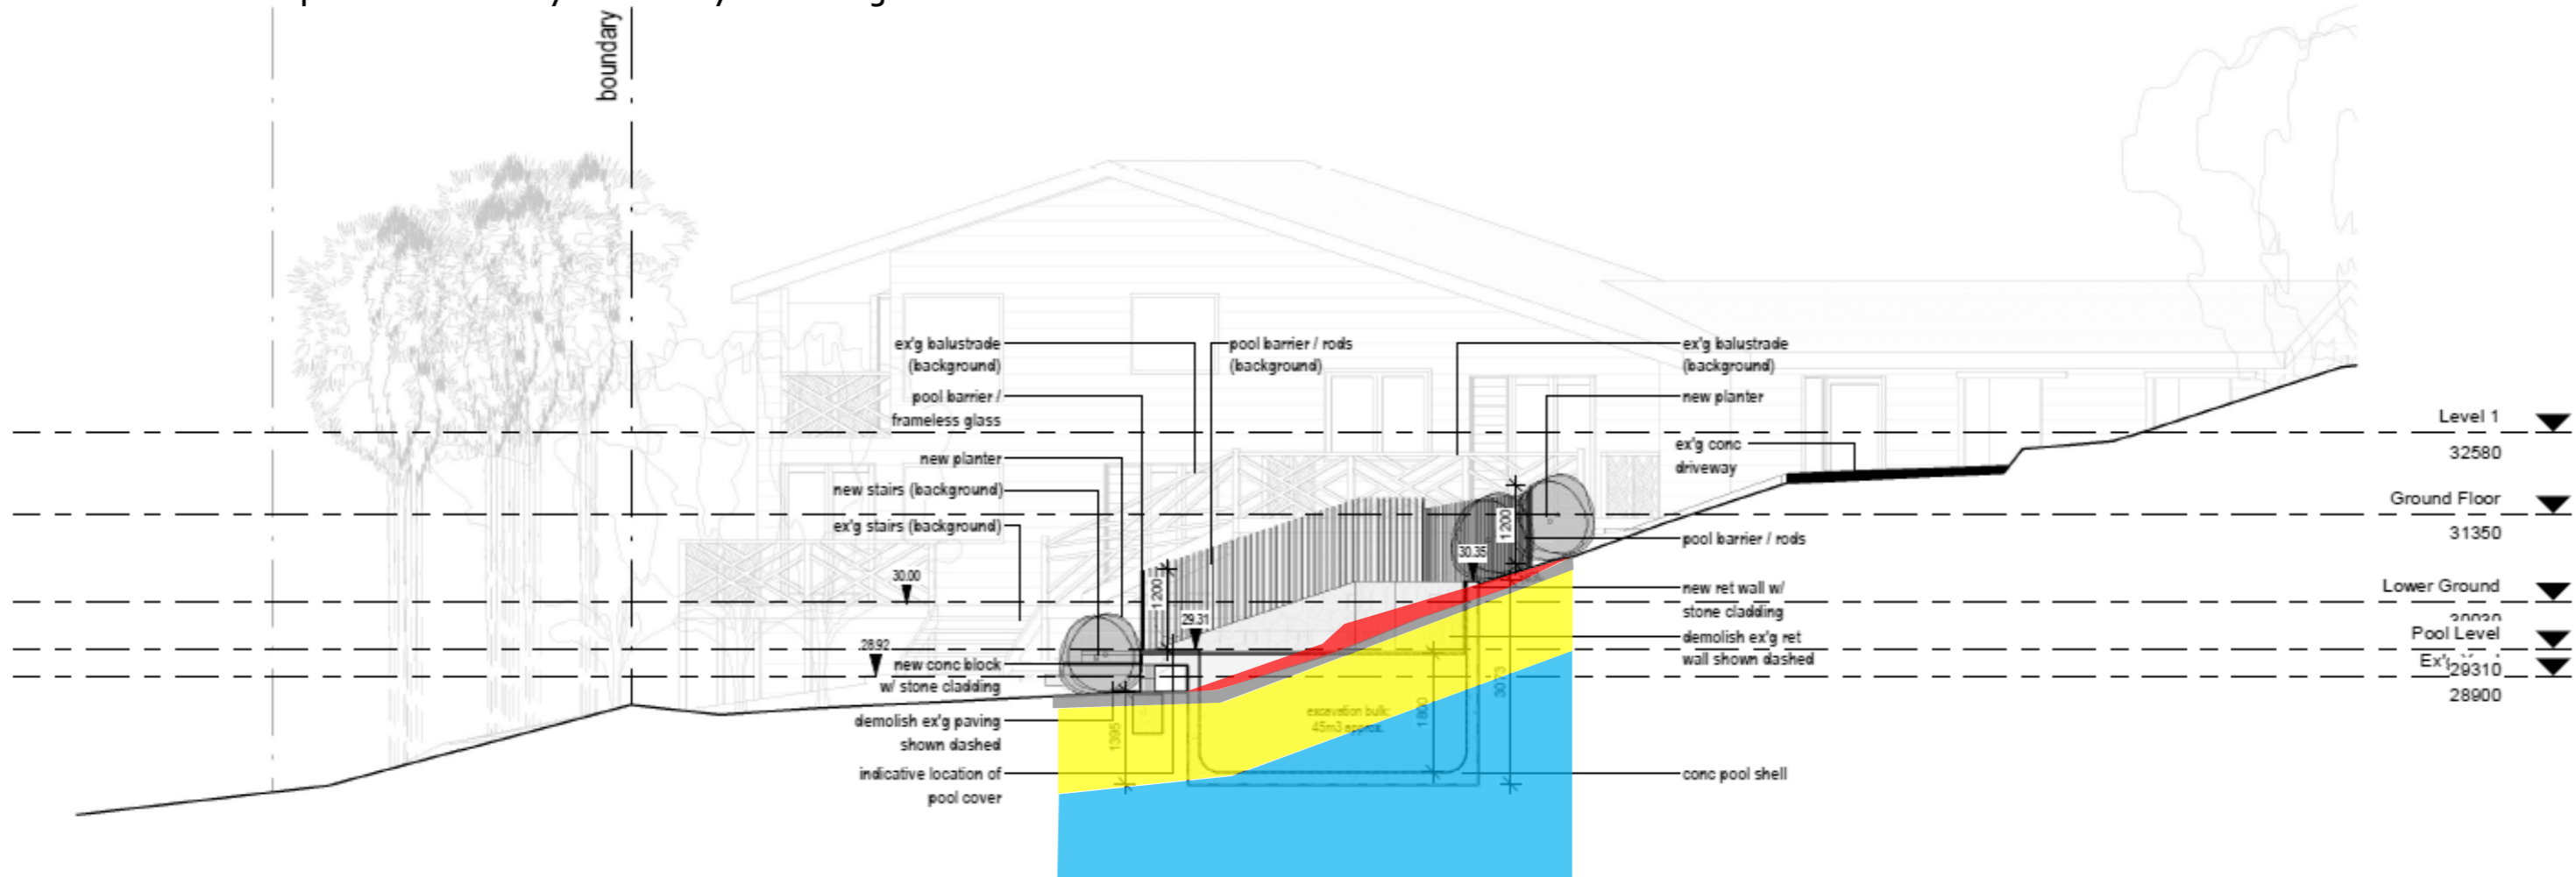 boundary
ex'g balustrade
(background)
pool barrier /
frameless glass
new planter
new stairs (background)
ex'g stairs (background)
30.00
28.92
new conc block
w/ stone cladding
demolish ex'g paving
shown dashed
indicative location of
pool cover
pool barrier / rods
(background)
1200
29.31
1395
excavation bulk:
45m3 approx.
1800
30.35
1200
ex'g balustrade
(background)
new planter
ex'g conc
driveway
pool barrier / rods
new ret wall w/
stone cladding
demolish ex'g ret
wall shown dashed
conc pool shell
Level 1
32580
Ground Floor
31350
Lower Ground
30030
Pool Level
29310
28900